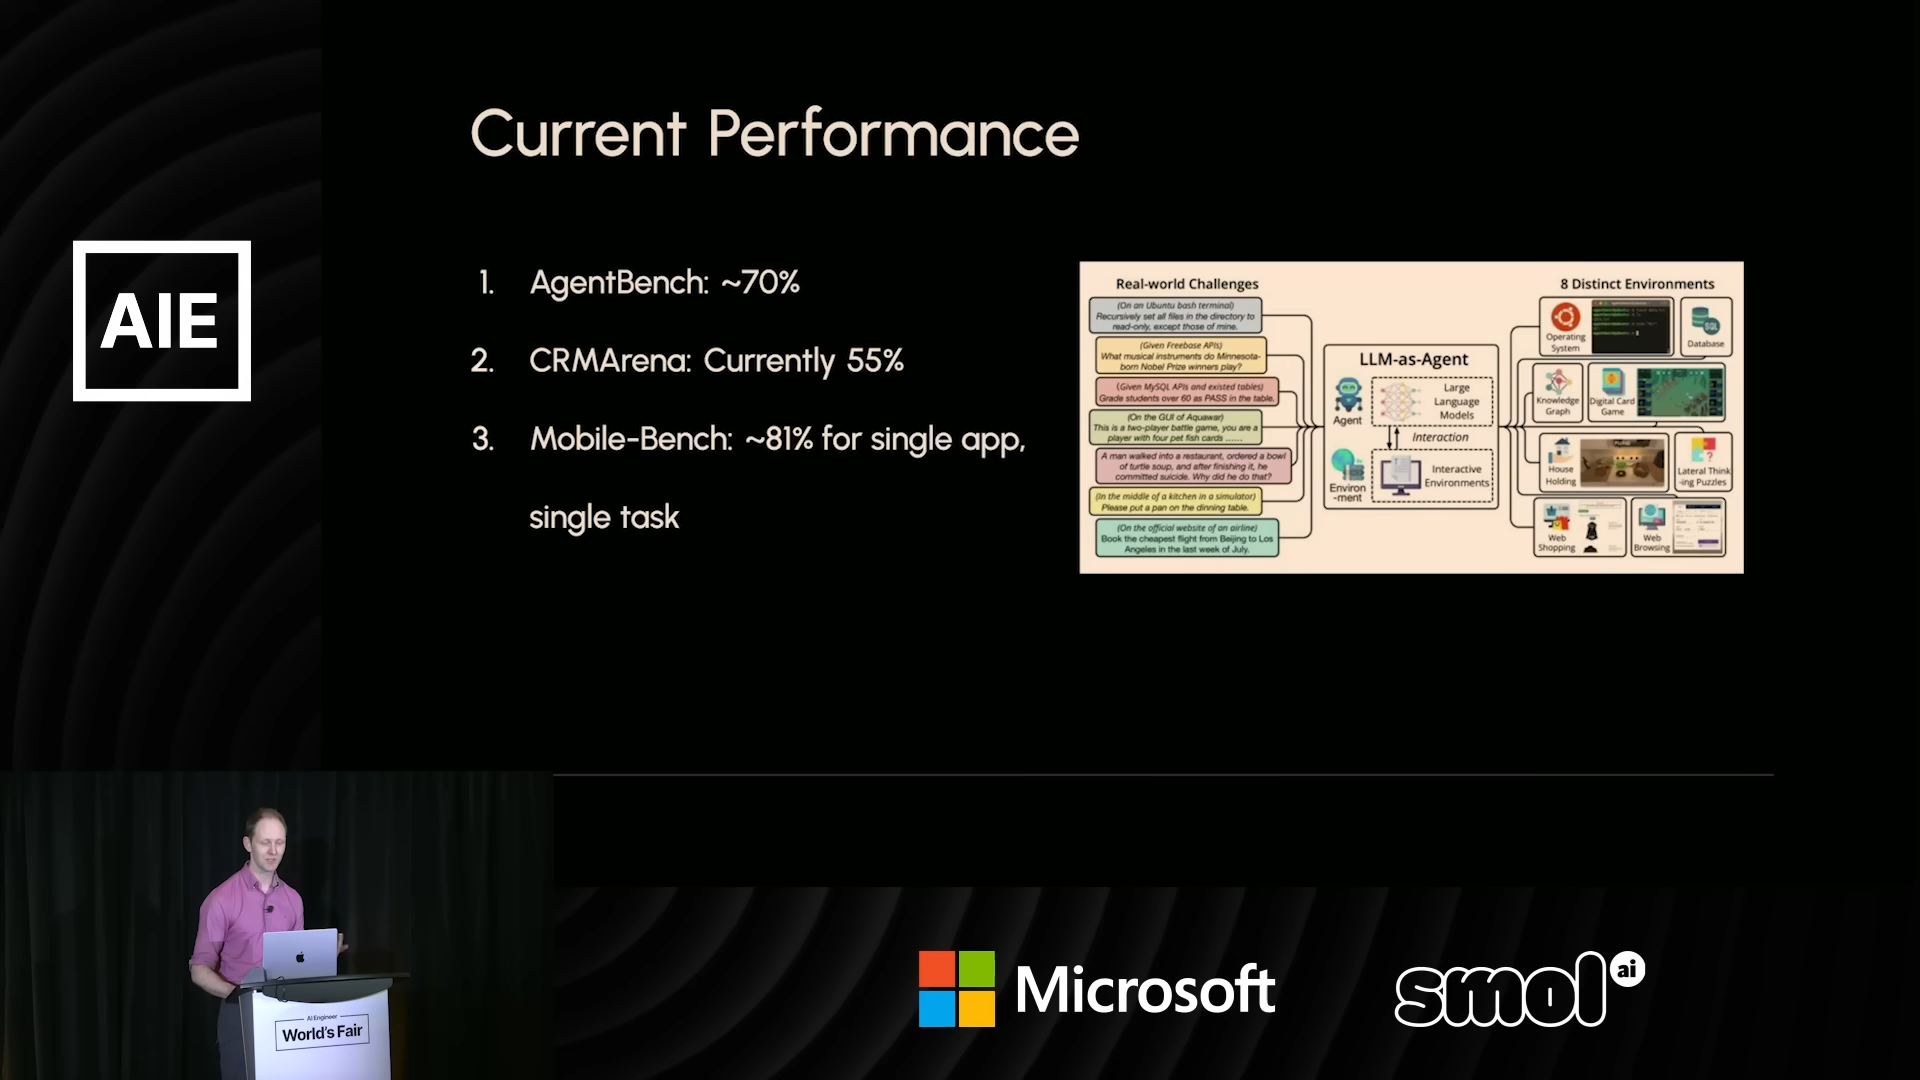 Current Performance
AIE
1. AgentBench: ~70%
2. CRMArena: Currently 55%
3. Mobile-Bench: ~81% for single app,
single task
Real-world Challenges
(On an Ubuntu bash terminal)
Recursively set all files in the directory to
read-only, except those of mine.
(Given Freebase APIs)
What musical instruments do Minnesota-
born Nobel Prize winners play?
(Given MySQL APIs and existed tables)
Grade students over 60 as PASS in the table.
(On the GUI of Aquawar)
This is a two-player battle game, you are a
player with four pet fish cards ......
A man walked into a restaurant, ordered a bowl
of turtle soup, and after finishing it, he
committed suicide. Why did he do that?
(In the middle of a kitchen in a simulator)
Please put a pan on the dinning table.
(On the official website of an airline)
Book the cheapest flight from Beijing to Los
Angeles in the last week of July.
LLM-as-Agent
Agent
Large
Language
Models
Interaction
Environ
-ment
Interactive
Environments
8 Distinct Environments
Operating
System
SQL
Database
Knowledge
Graph
Digital Card
Game
House
Holding
Lateral Think
-ing Puzzles
Web
Shopping
Web
Browsing
AI Engineer
World's Fair
Microsoft
smol ai